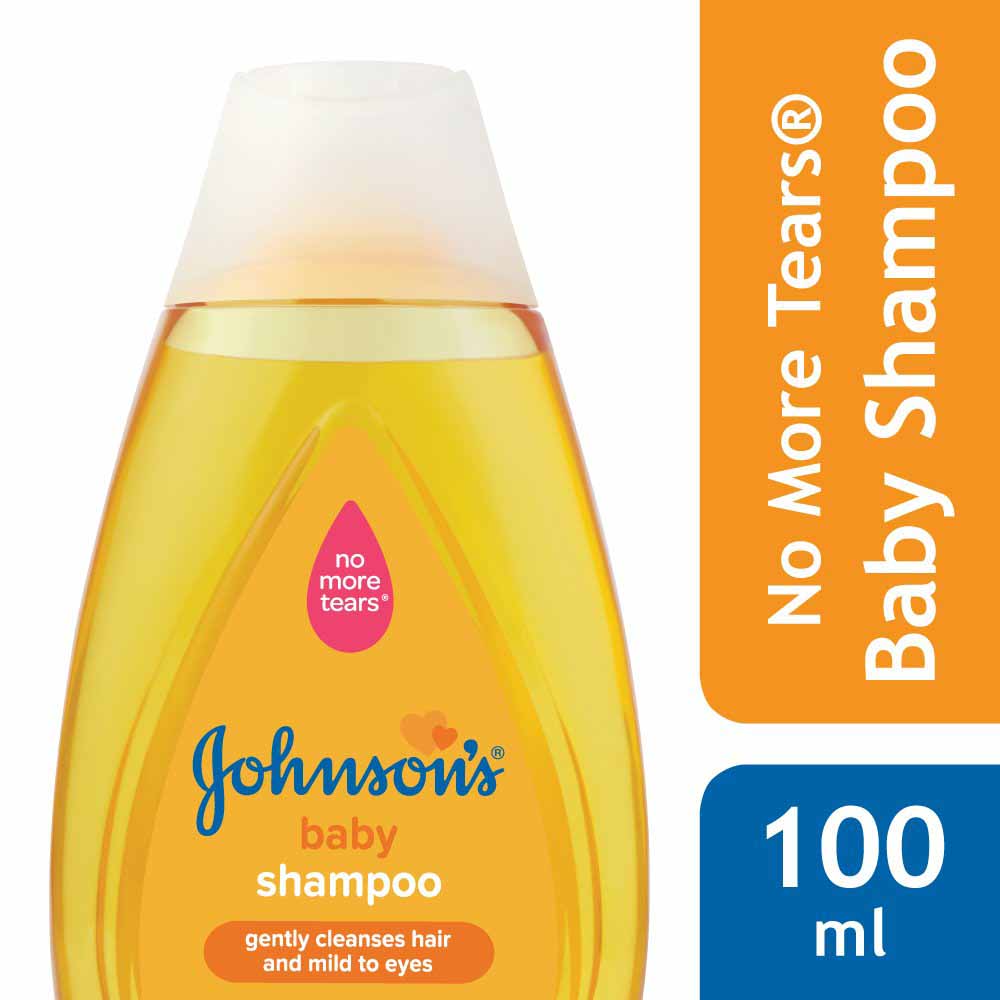 no
more
tears®
Johnson's®
baby
shampoo
gently cleanses hair
and mild to eyes
No More Tears®
Baby Shampoo
100
ml